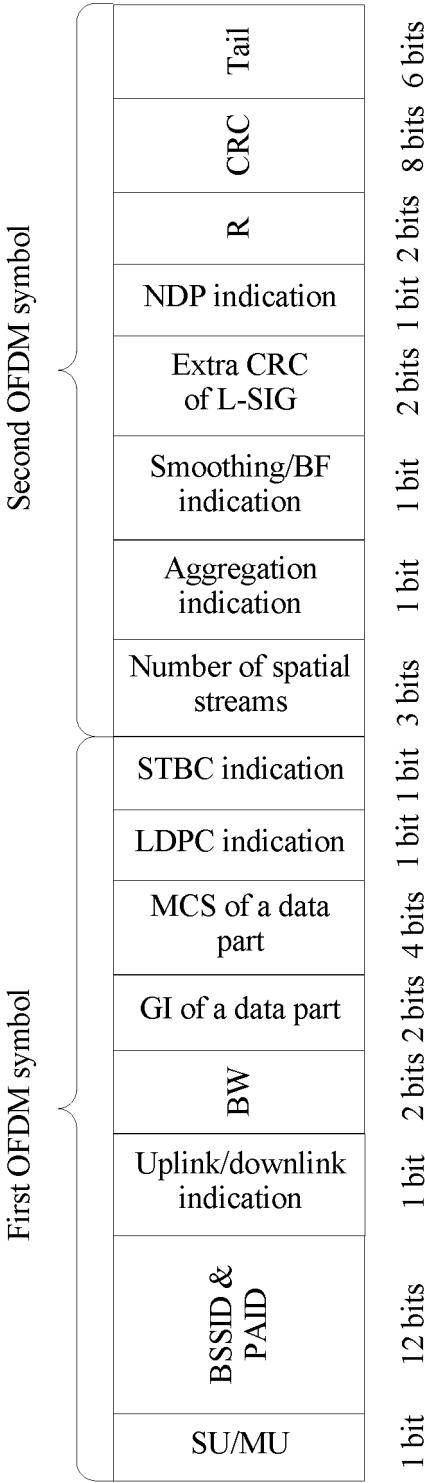 Second OFDM symbol
First OFDM symbol
Tail
6 bits
CRC
8 bits
R
2 bits
NDP indication
1 bit
Extra CRC
of L-SIG
2 bits
Smoothing/BF
indication
1 bit
Aggregation
indication
1 bit
Number of spatial
streams
3 bits
STBC indication
1 bit
LDPC indication
1 bit
MCS of a data
part
4 bits
GI of a data part
2 bits
BW
2 bits
Uplink/downlink
indication
1 bit
BSSID &
PAID
12 bits
SU/MU
1 bit